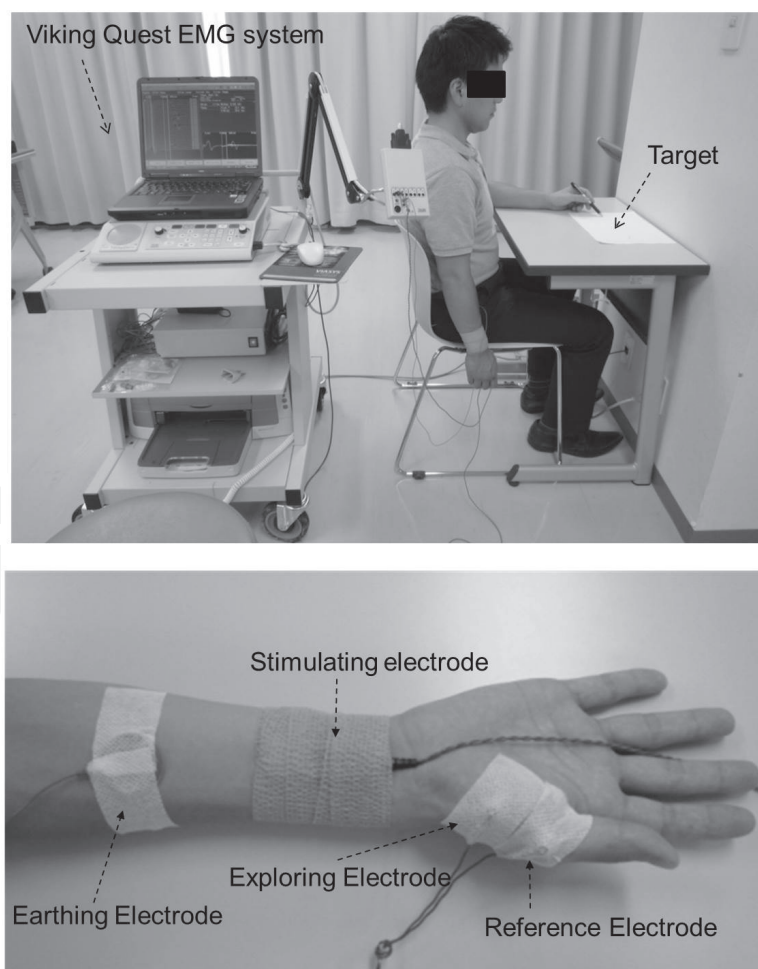 Viking Quest EMG system
Target
Stimulating electrode
Exploring Electrode
Earthing Electrode
Reference Electrode